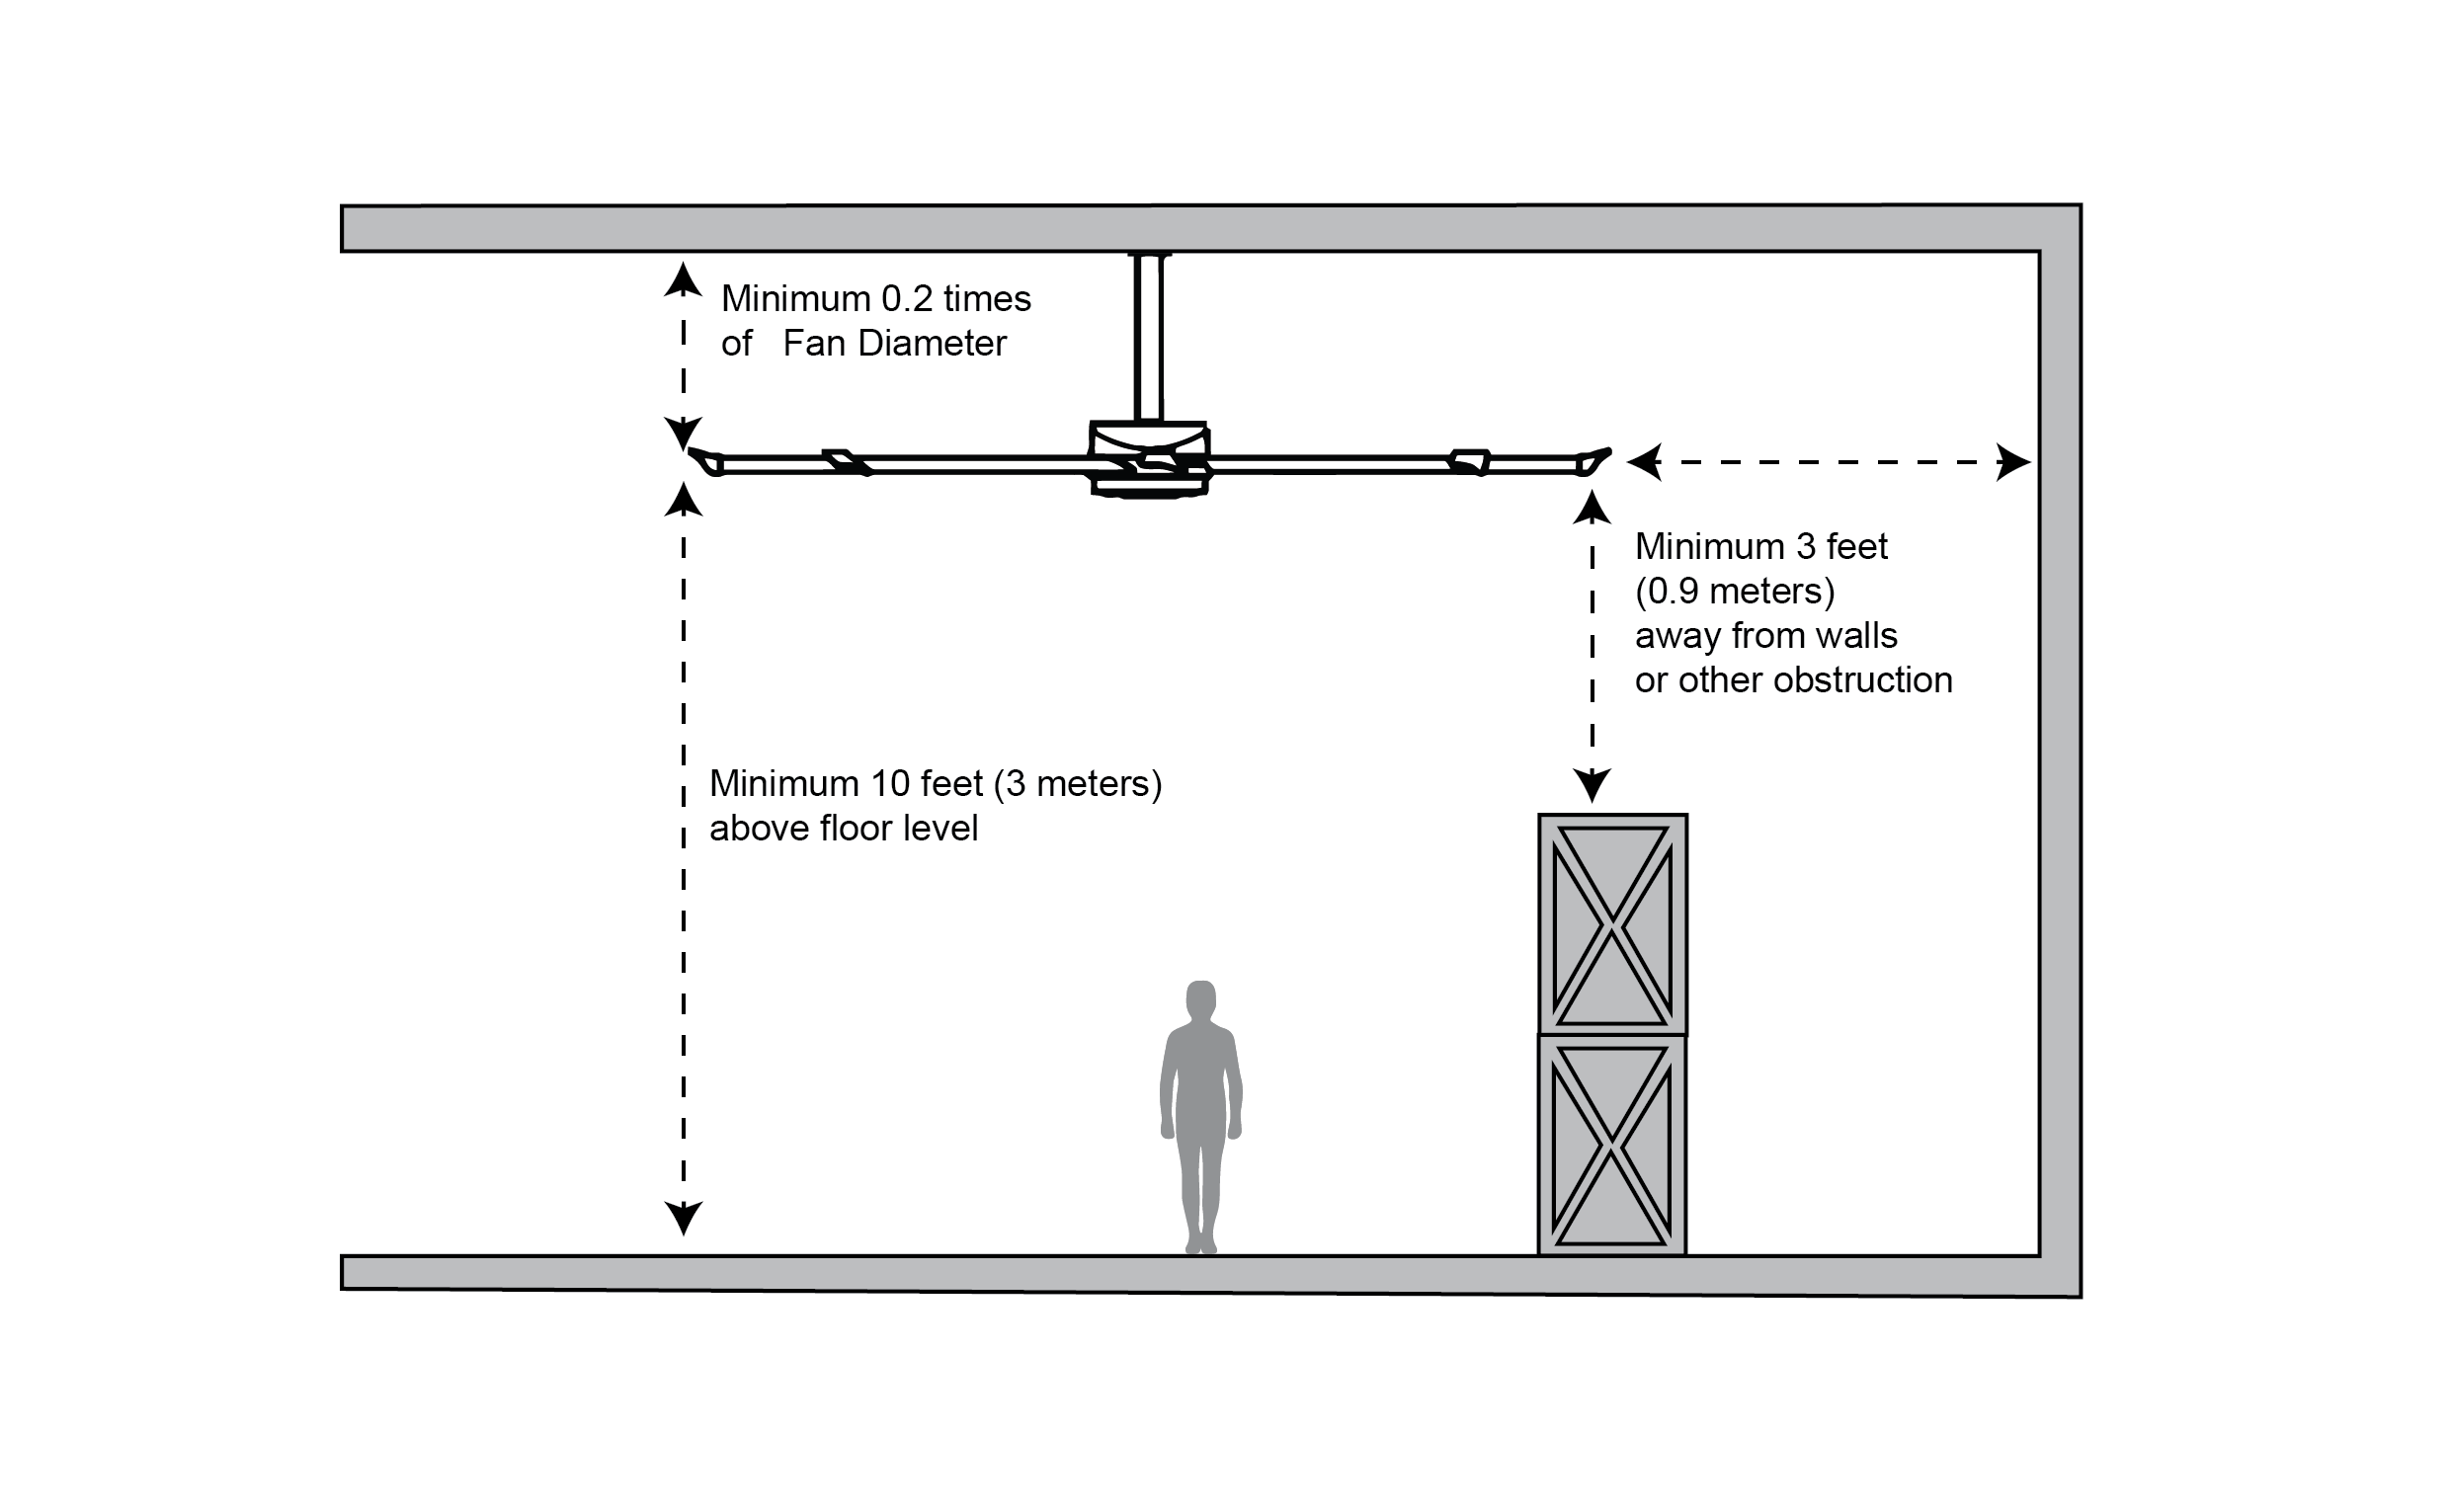 Minimum 0.2 times
of Fan Diameter
Minimum 3 feet
(0.9 meters)
away from walls
or other obstruction
Minimum 10 feet (3 meters)
above floor level